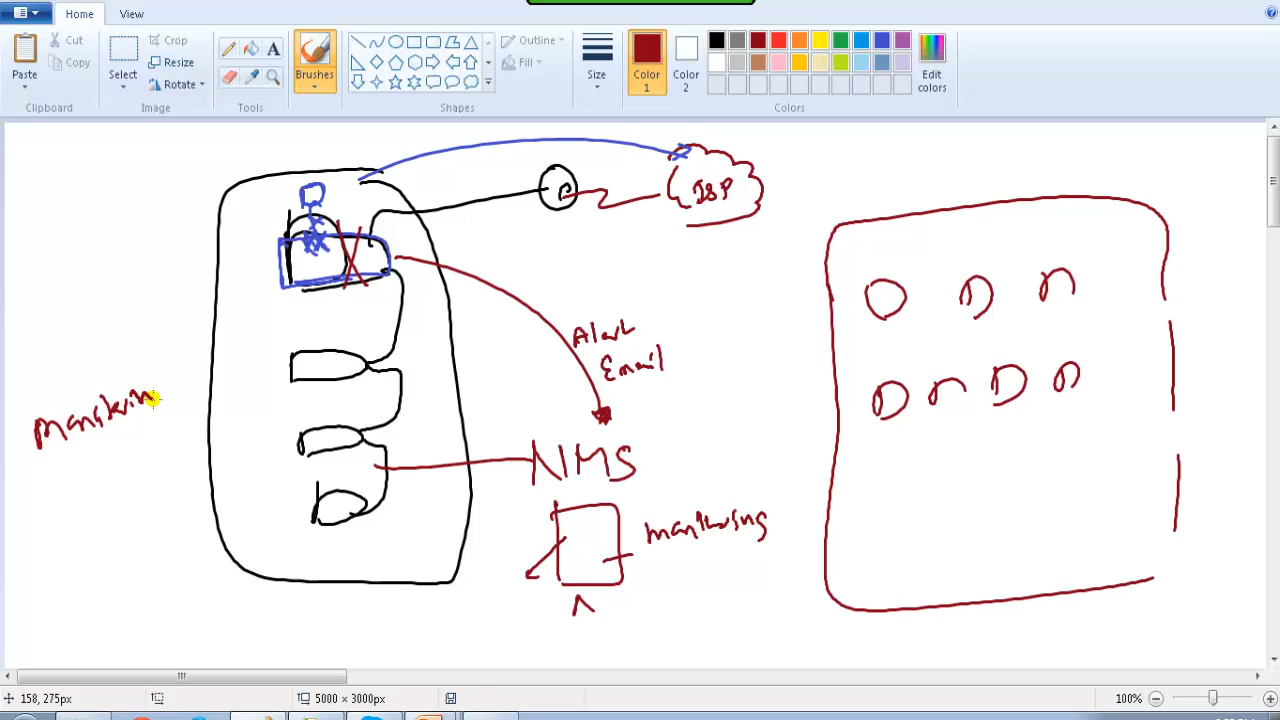 Home
View
Paste
Cut
Copy
Clipboard
Select
Crop
Resize
Rotate
Image
A
Tools
Brushes
Outline
Fill
Shapes
Size
Color 1
Color 2
Edit colors
Colors
ISP
Alert
Email
NMS
monitoring
158, 275px
5000 × 3000px
100%